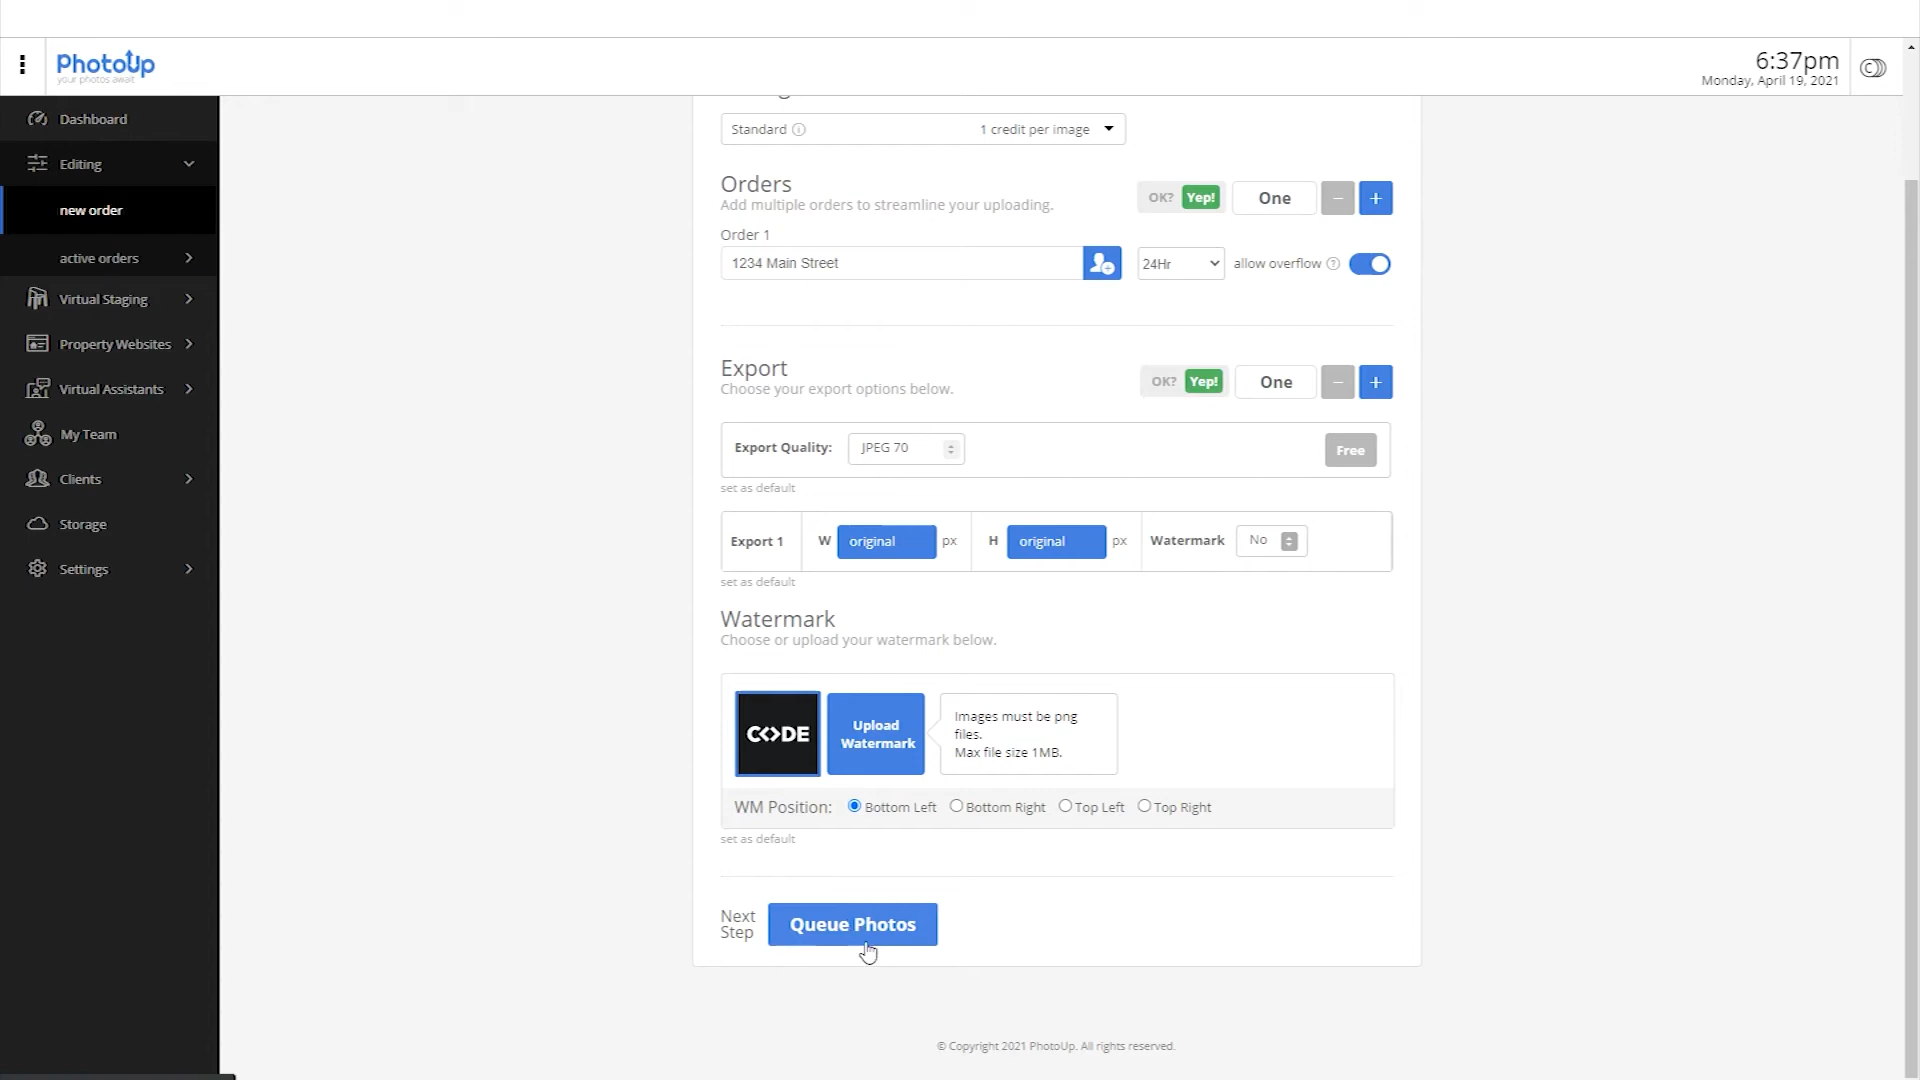 PhotoUp
your photos await
6:37pm
Monday, April 19, 2021
Dashboard
Editing
new order
active orders
Virtual Staging
Property Websites
Virtual Assistants
My Team
Clients
Storage
Settings
Standard
1 credit per image
Orders
Add multiple orders to streamline your uploading.
OK? Yep! One − +
Order 1
1234 Main Street
24Hr
allow overflow ?
Export
Choose your export options below.
OK? Yep! One − +
Export Quality: JPEG 70
Free
set as default
Export 1 W original px H original px Watermark No
set as default
Watermark
Choose or upload your watermark below.
C<>DE
Upload
Watermark
Images must be png
files.
Max file size 1MB.
WM Position: Bottom Left Bottom Right Top Left Top Right
set as default
Next
Step
Queue Photos
© Copyright 2021 PhotoUp. All rights reserved.